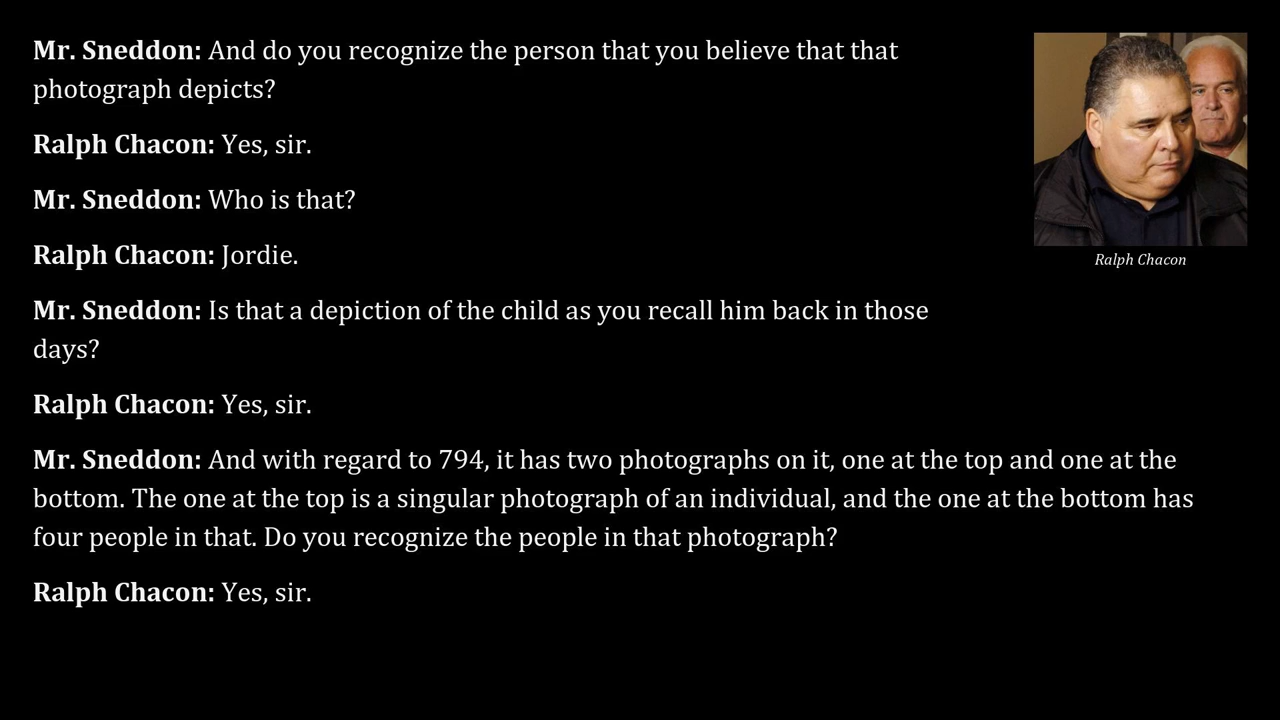 Mr. Sneddon: And do you recognize the person that you believe that that
photograph depicts?
Ralph Chacon: Yes, sir.
Mr. Sneddon: Who is that?
Ralph Chacon: Jordie.
Ralph Chacon
Mr. Sneddon: Is that a depiction of the child as you recall him back in those
days?
Ralph Chacon: Yes, sir.
Mr. Sneddon: And with regard to 794, it has two photographs on it, one at the top and one at the
bottom. The one at the top is a singular photograph of an individual, and the one at the bottom has
four people in that. Do you recognize the people in that photograph?
Ralph Chacon: Yes, sir.